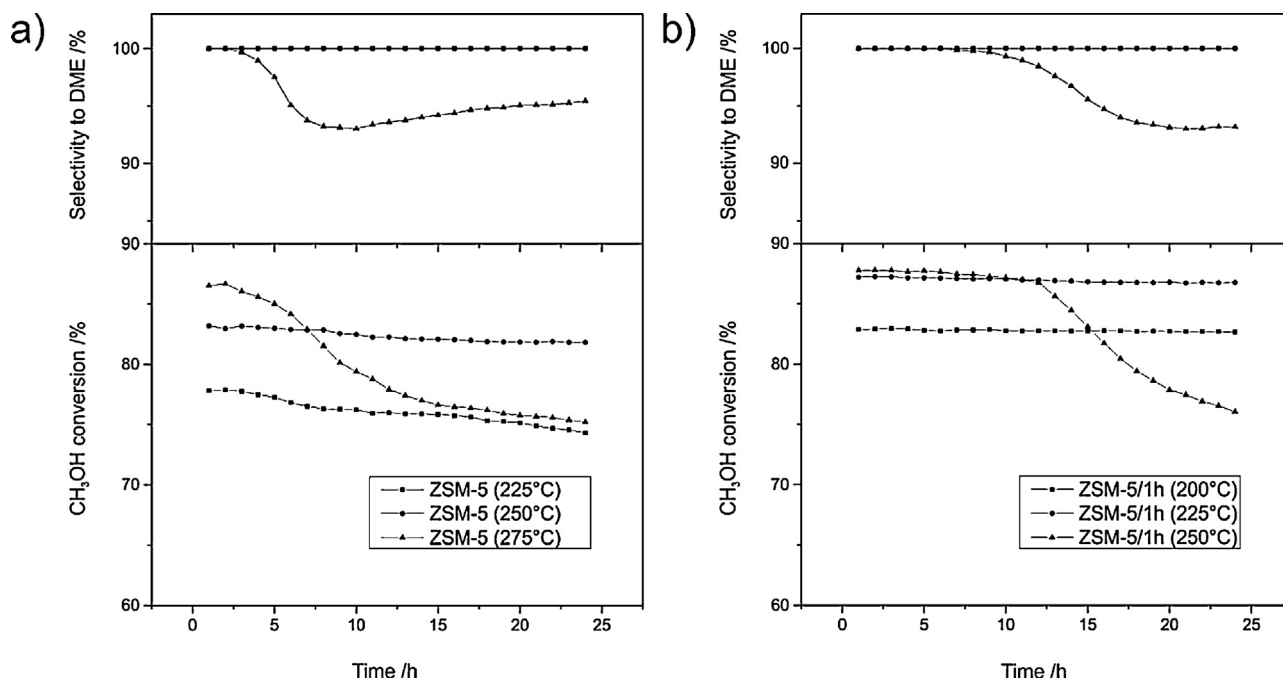 a)
Selectivity to DME /%
100
90
90
CH₃OH conversion /%
80
70
60
ZSM-5 (225°C)
ZSM-5 (250°C)
ZSM-5 (275°C)
0 5 10 15 20 25
Time /h
b)
Selectivity to DME /%
100
90
90
CH₃OH conversion /%
80
70
60
ZSM-5/1h (200°C)
ZSM-5/1h (225°C)
ZSM-5/1h (250°C)
0 5 10 15 20 25
Time /h